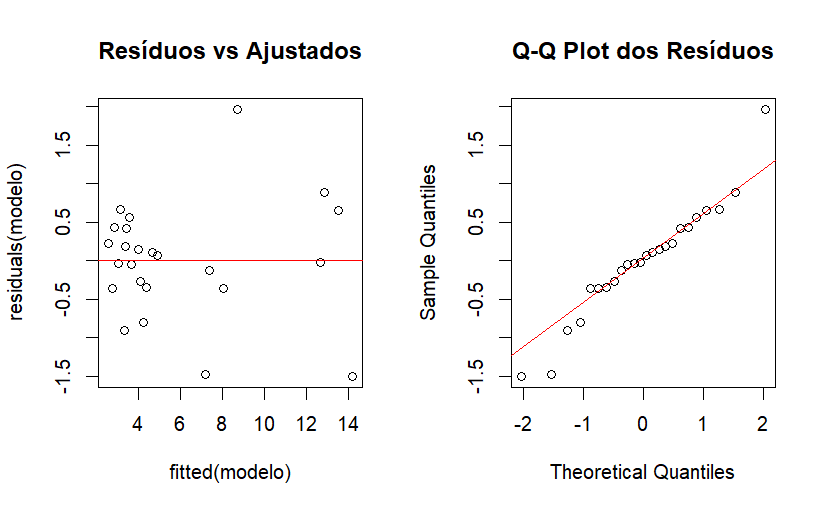 Resíduos vs Ajustados
residuals(modelo)
1.5
0.5
-0.5
-1.5
4 6 8 10 12 14
fitted(modelo)
Q-Q Plot dos Resíduos
Sample Quantiles
1.5
0.5
-0.5
-1.5
-2 -1 0 1 2
Theoretical Quantiles